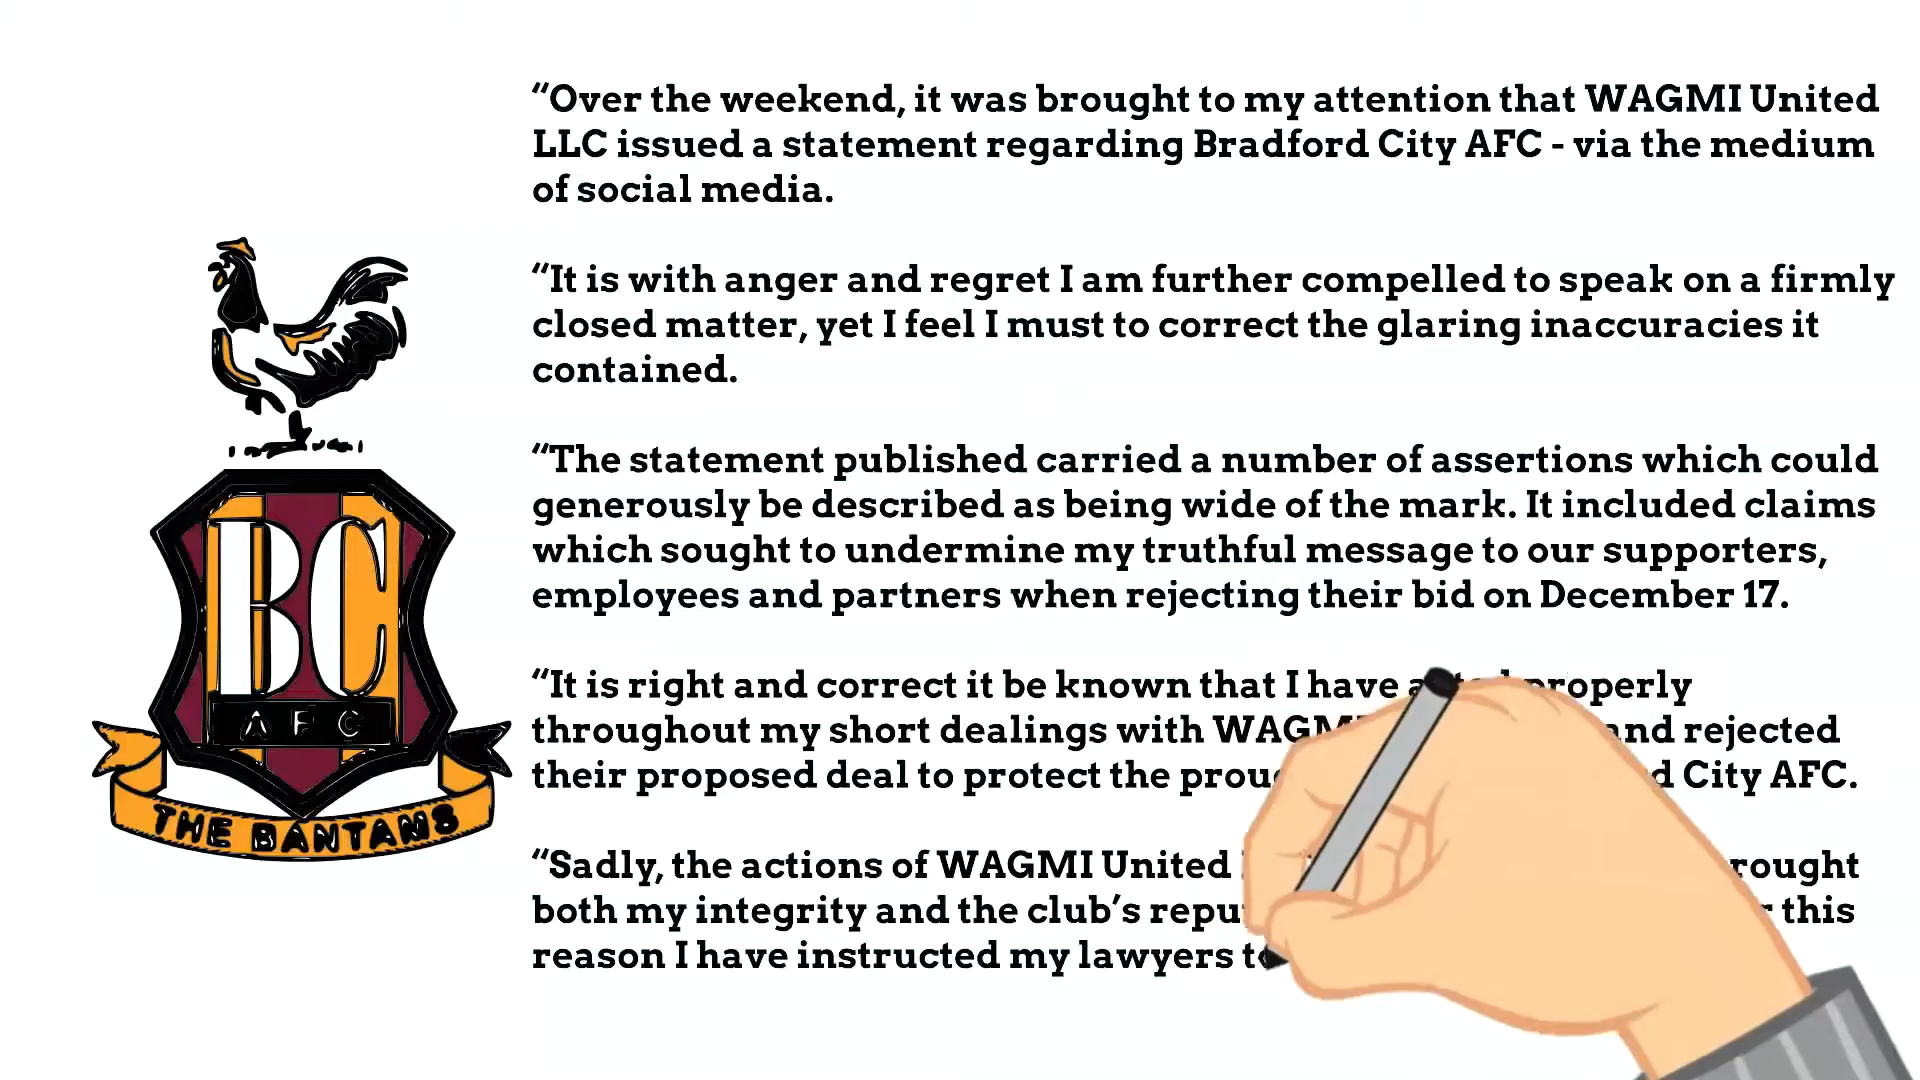 “Over the weekend, it was brought to my attention that WAGMI United
LLC issued a statement regarding Bradford City AFC - via the medium
of social media.
“It is with anger and regret I am further compelled to speak on a firmly
closed matter, yet I feel I must to correct the glaring inaccuracies it
contained.
“The statement published carried a number of assertions which could
generously be described as being wide of the mark. It included claims
which sought to undermine my truthful message to our supporters,
employees and partners when rejecting their bid on December 17.
“It is right and correct it be known that I have properly
throughout my short dealings with and rejected
their proposed deal to protect the City AFC.
“Sadly, the actions of WAGMI United
both my integrity and the club’s this
reason I have instructed my lawyers
BC
AFC
THE BANTAMS